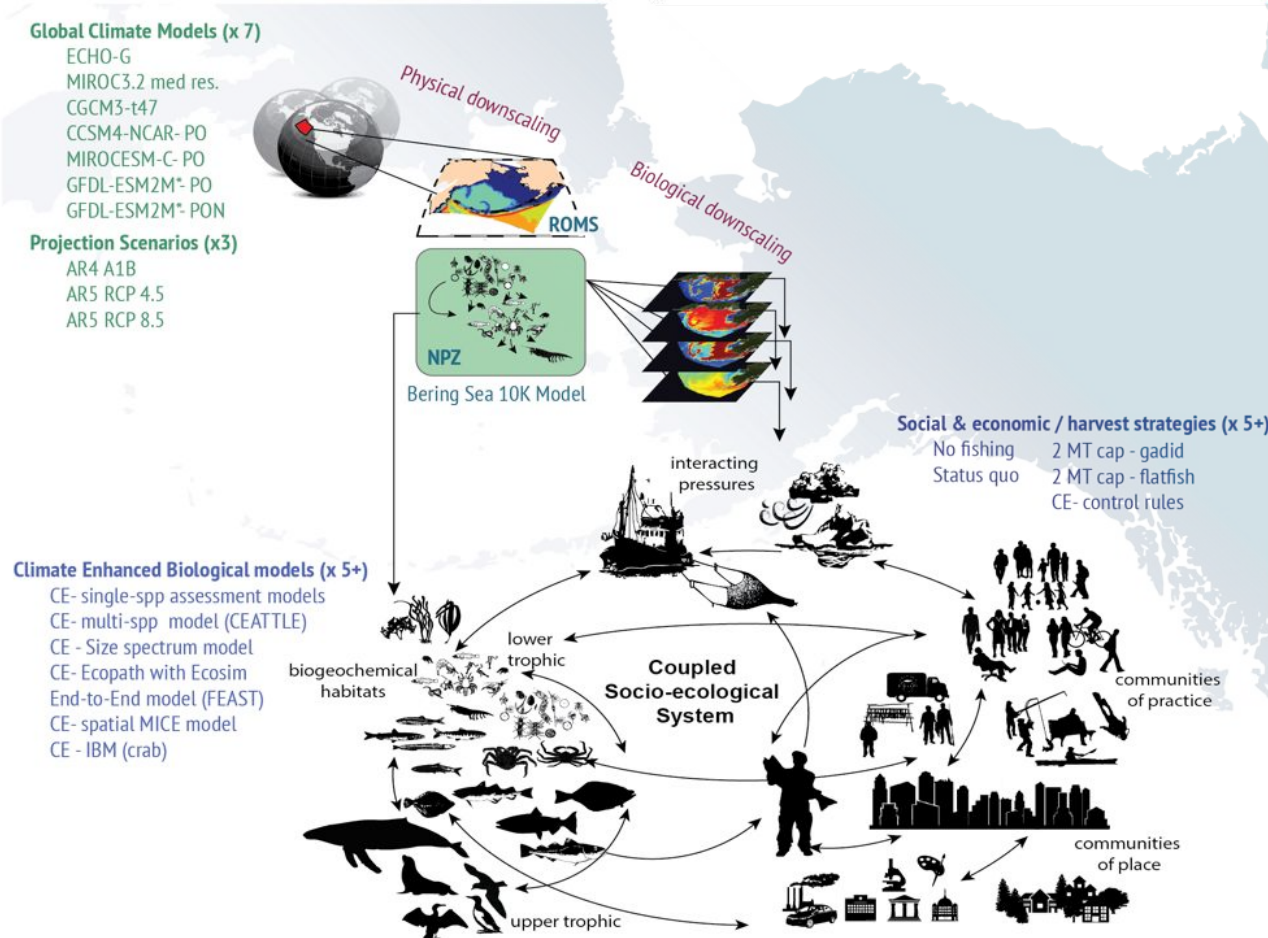 Global Climate Models (x 7)
ECHO-G
MIROC3.2 med res.
CGCM3-t47
CCSM4-NCAR- PO
MIROCESM-C- PO
GFDL-ESM2M*- PO
GFDL-ESM2M*- PON
Projection Scenarios (x3)
AR4 A1B
AR5 RCP 4.5
AR5 RCP 8.5
Physical downscaling
Biological downscaling
ROMS
NPZ
Bering Sea 10K Model
Social & economic / harvest strategies (x 5+)
No fishing
Status quo
2 MT cap - gadid
2 MT cap - flatfish
CE- control rules
interacting
pressures
Climate Enhanced Biological models (x 5+)
CE- single-spp assessment models
CE- multi-spp model (CEATTLE)
CE - Size spectrum model
CE- Ecopath with Ecosim
End-to-End model (FEAST)
CE- spatial MICE model
CE - IBM (crab)
biogeochemical
habitats
lower
trophic
Coupled
Socio-ecological
System
communities
of practice
communities
of place
upper trophic